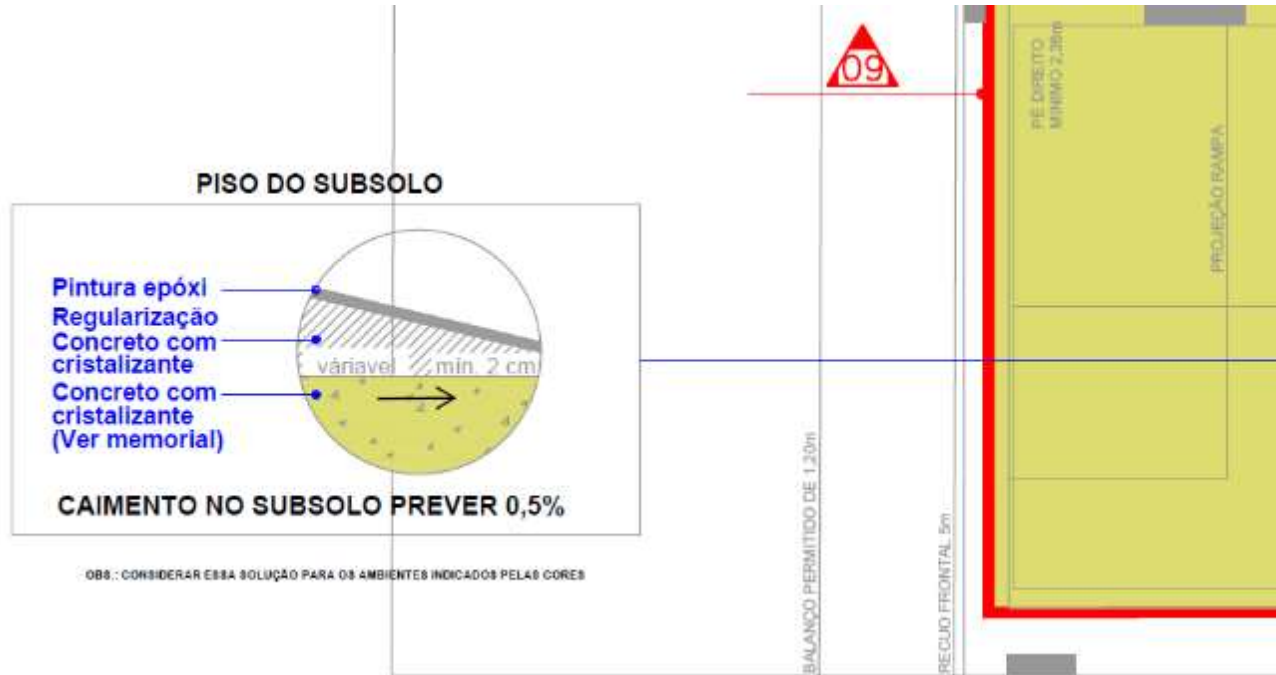 09
PÉ DIREITO
MINIMO 2,36m
PROJEÇÃO RAMPA
PISO DO SUBSOLO
Pintura epóxi
Regularização
Concreto com
cristalizante
váriavel
min. 2 cm
Concreto com
cristalizante
(Ver memorial)
CAIMENTO NO SUBSOLO PREVER 0,5%
OBS.: CONSIDERAR ESSA SOLUÇÃO PARA OS AMBIENTES INDICADOS PELAS CORES
BALANÇO PERMITIDO DE 1,20m
RECUO FRONTAL 5m